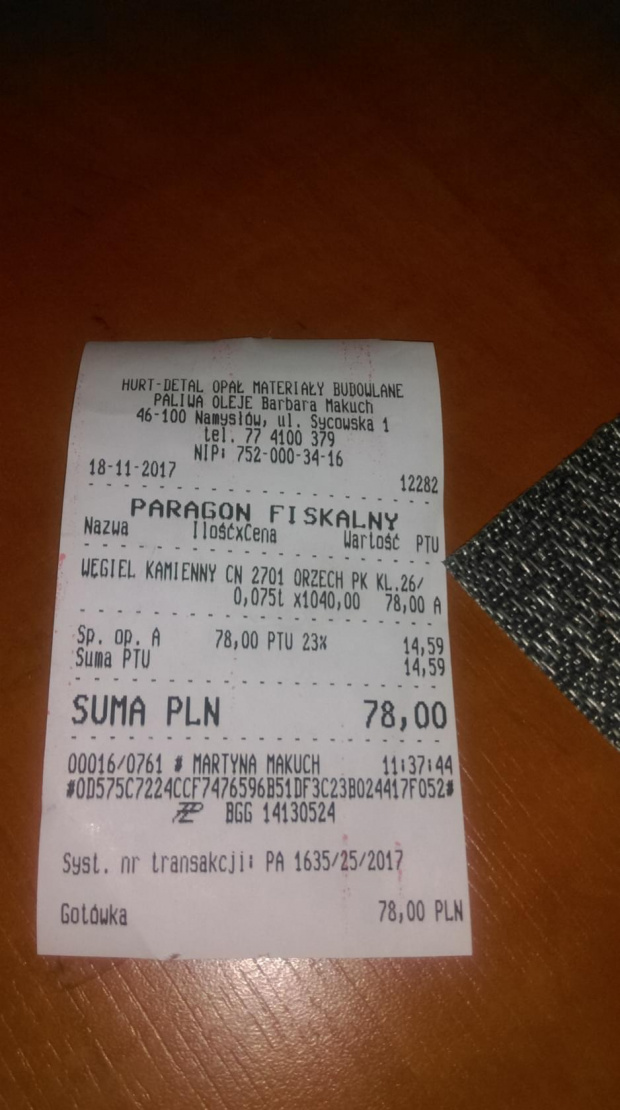 HURT-DETAL OPAŁ MATERIAŁY BUDOWLANE
PALIWA OLEJE Barbara Makuch
46-100 Namysłów, ul. Sycowska 1
tel. 77 4100 379
NIP: 752-000-34-16
18-11-2017 12282
PARAGON FISKALNY
Nazwa IlośćxCena Wartość PTU
WĘGIEL KAMIENNY CN 2701 ORZECH PK KL.26/
0,075t x1040,00 78,00 A
Sp. op. A 78,00 PTU 23% 14,59
Suma PTU 14,59
SUMA PLN 78,00
00016/0761 # MARTYNA MAKUCH 11:37:44
#0D575C7224CCF7476596B51DF3C23B024417F052#
BGG 14130524
Syst. nr transakcji: PA 1635/25/2017
Gotówka 78,00 PLN